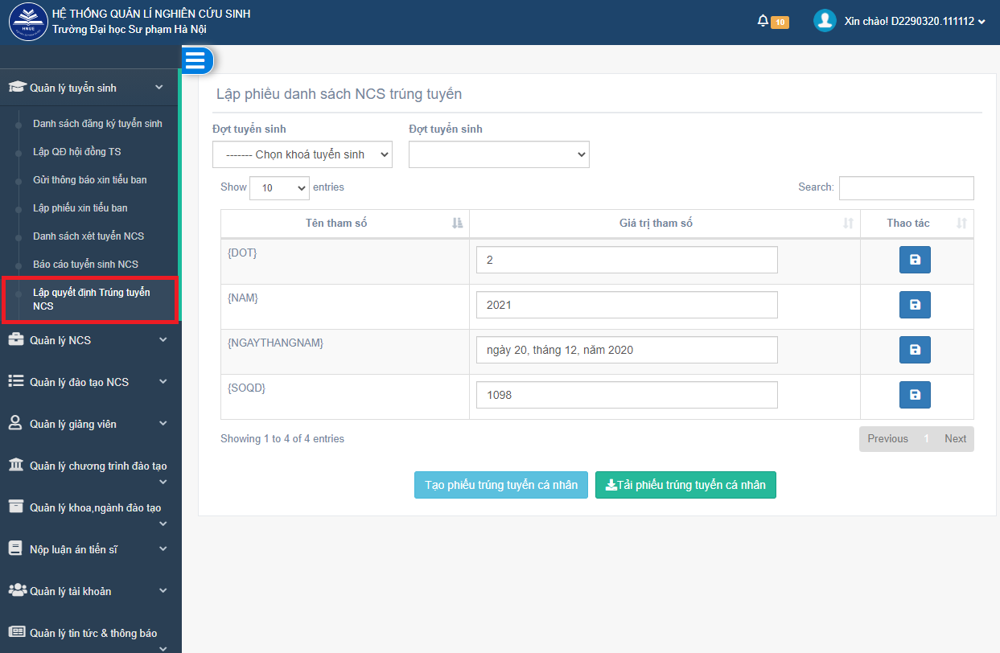 HỆ THỐNG QUẢN LÍ NGHIÊN CỨU SINH
Trường Đại học Sư phạm Hà Nội
HNUE
10
Xin chào! D2290320.111112
Quản lý tuyển sinh
Danh sách đăng ký tuyển sinh
Lập QĐ hội đồng TS
Gửi thông báo xin tiểu ban
Lập phiếu xin tiểu ban
Danh sách xét tuyển NCS
Báo cáo tuyển sinh NCS
Lập quyết định Trúng tuyển
NCS
Quản lý NCS
Quản lý đào tạo NCS
Quản lý giảng viên
Quản lý chương trình đào tạo
Quản lý khoa,ngành đào tạo
Nộp luận án tiến sĩ
Quản lý tài khoản
Quản lý tin tức & thông báo
Lập phiếu danh sách NCS trúng tuyển
Đợt tuyển sinh Đợt tuyển sinh
------- Chọn khoá tuyển sinh
Show 10 entries Search:
Tên tham số Giá trị tham số Thao tác
{DOT} 2
{NAM} 2021
{NGAYTHANGNAM} ngày 20, tháng 12, năm 2020
{SOQD} 1098
Showing 1 to 4 of 4 entries Previous 1 Next
Tạo phiếu trúng tuyển cá nhân Tải phiếu trúng tuyển cá nhân